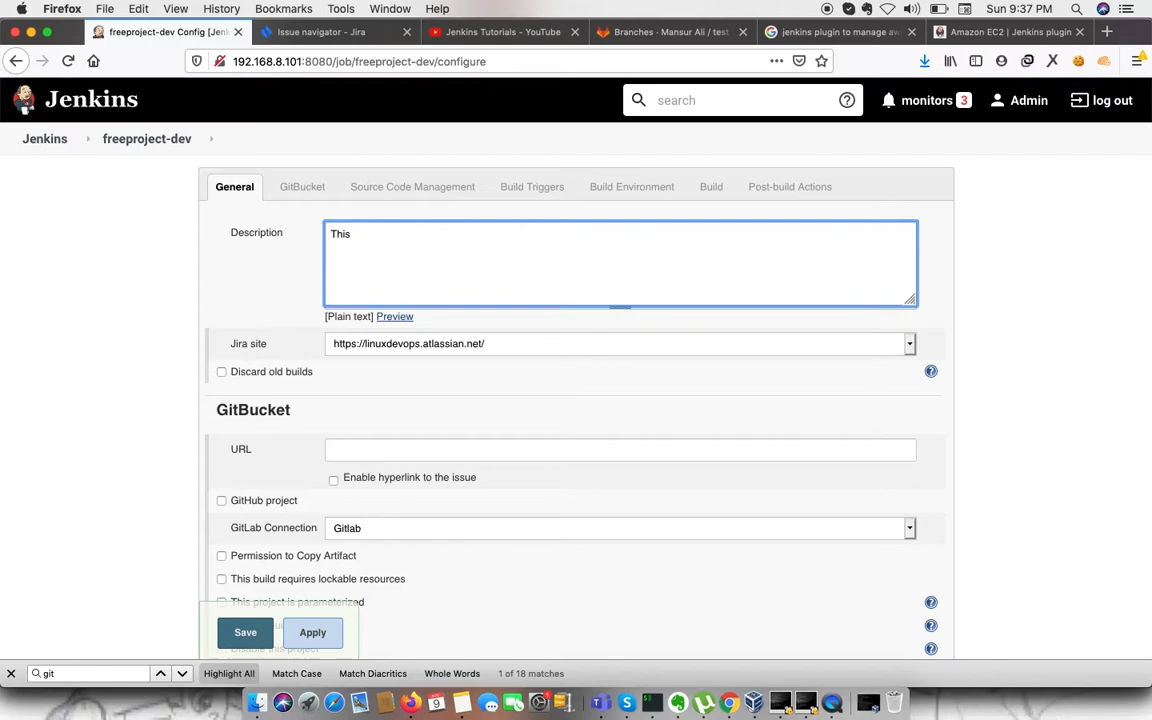 Firefox File Edit View History Bookmarks Tools Window Help Sun 9:37 PM
freeproject-dev Config [Jenk Issue navigator - Jira Jenkins Tutorials - YouTube Branches · Mansur Ali / test jenkins plugin to manage aw Amazon EC2 | Jenkins plugin
192.168.8.101:8080/job/freeproject-dev/configure
Jenkins search monitors 3 Admin log out
Jenkins freeproject-dev
General GitBucket Source Code Management Build Triggers Build Environment Build Post-build Actions
Description This
[Plain text] Preview
Jira site https://linuxdevops.atlassian.net/
Discard old builds
GitBucket
URL
Enable hyperlink to the issue
GitHub project
GitLab Connection Gitlab
Permission to Copy Artifact
This build requires lockable resources
This project is parameterized
Save Apply
Disable this project
git Highlight All Match Case Match Diacritics Whole Words 1 of 18 matches